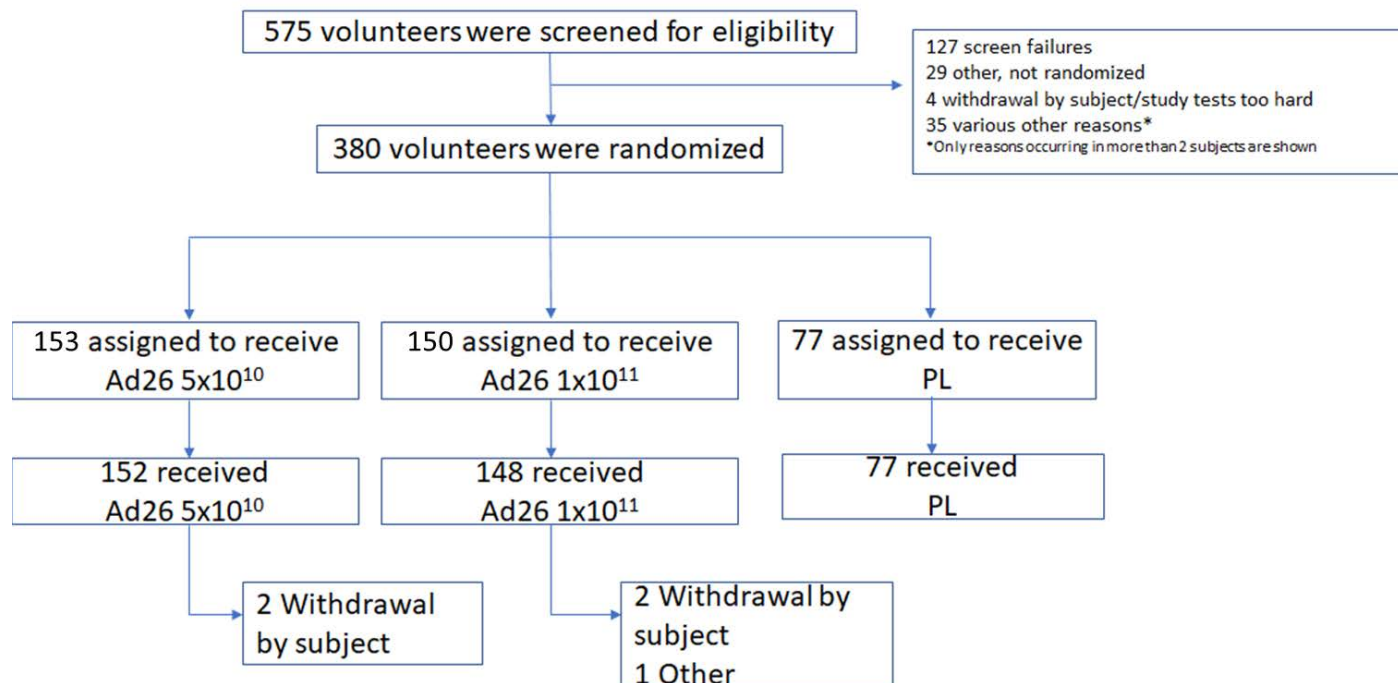 575 volunteers were screened for eligibility
127 screen failures
29 other, not randomized
4 withdrawal by subject/study tests too hard
35 various other reasons*
*Only reasons occurring in more than 2 subjects are shown
380 volunteers were randomized
153 assigned to receive
Ad26 5x10¹⁰
150 assigned to receive
Ad26 1x10¹¹
77 assigned to receive
PL
152 received
Ad26 5x10¹⁰
148 received
Ad26 1x10¹¹
77 received
PL
2 Withdrawal
by subject
2 Withdrawal by
subject
1 Other